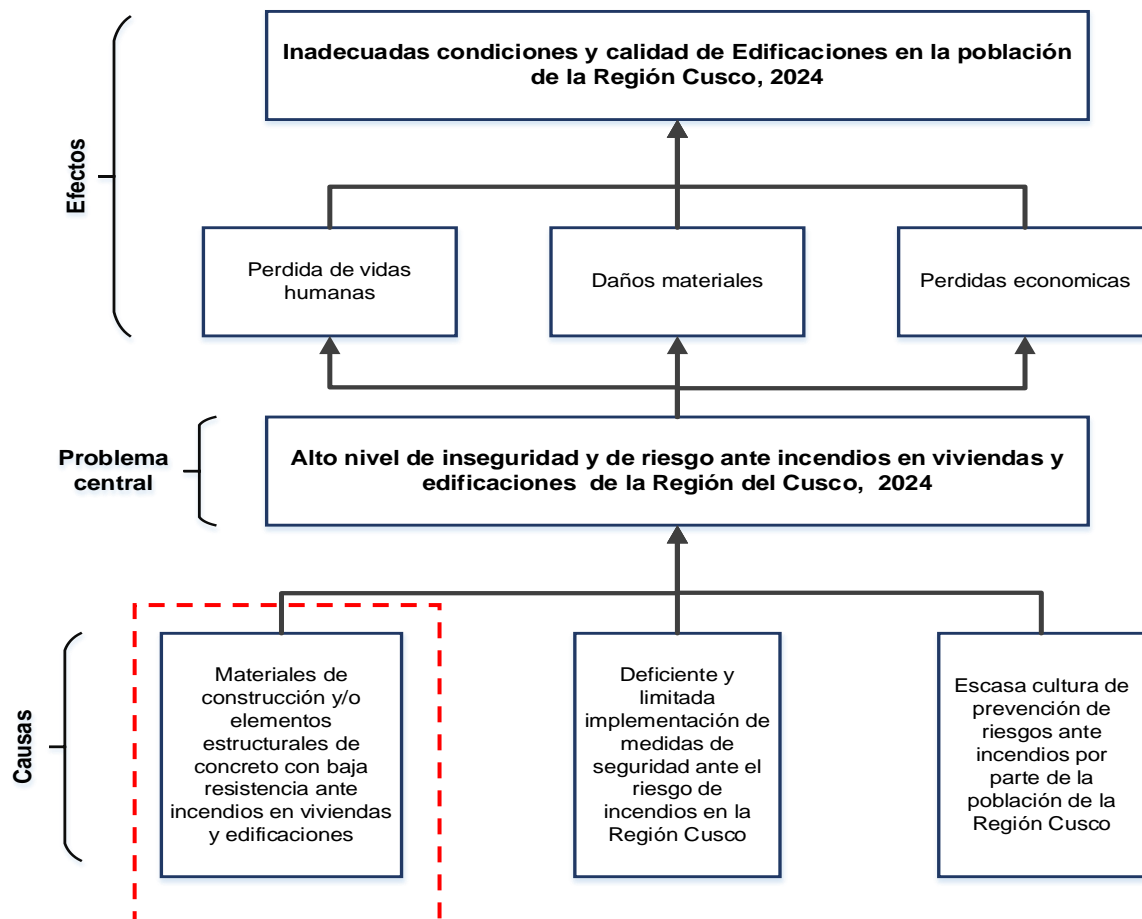 Inadecuadas condiciones y calidad de Edificaciones en la población
de la Región Cusco, 2024
Efectos
Perdida de vidas
humanas
Daños materiales
Perdidas economicas
Problema
central
Alto nivel de inseguridad y de riesgo ante incendios en viviendas y
edificaciones de la Región del Cusco, 2024
Causas
Materiales de
construcción y/o
elementos
estructurales de
concreto con baja
resistencia ante
incendios en viviendas
y edificaciones
Deficiente y
limitada
implementación de
medidas de
seguridad ante el
riesgo de
incendios en la
Región Cusco
Escasa cultura de
prevención de
riesgos ante
incendios por
parte de la
población de la
Región Cusco